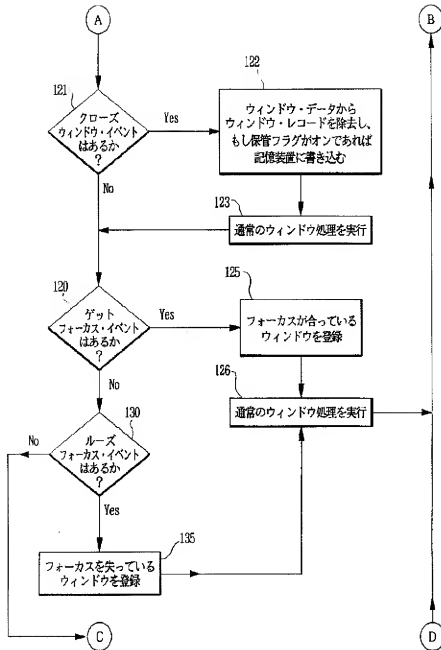 A
B
121
クローズ
ウィンドウ・イベント
はあるか
?
Yes
No
122
ウィンドウ・データから
ウィンドウ・レコードを除去し、
もし保管フラグがオンであれば
記憶装置に書き込む
123
通常のウィンドウ処理を実行
120
ゲット
フォーカス・イベント
はあるか
?
Yes
No
125
フォーカスが合っている
ウィンドウを登録
126
通常のウィンドウ処理を実行
130
ルーズ
フォーカス・イベント
はあるか
?
No
Yes
135
フォーカスを失っている
ウィンドウを登録
C
D